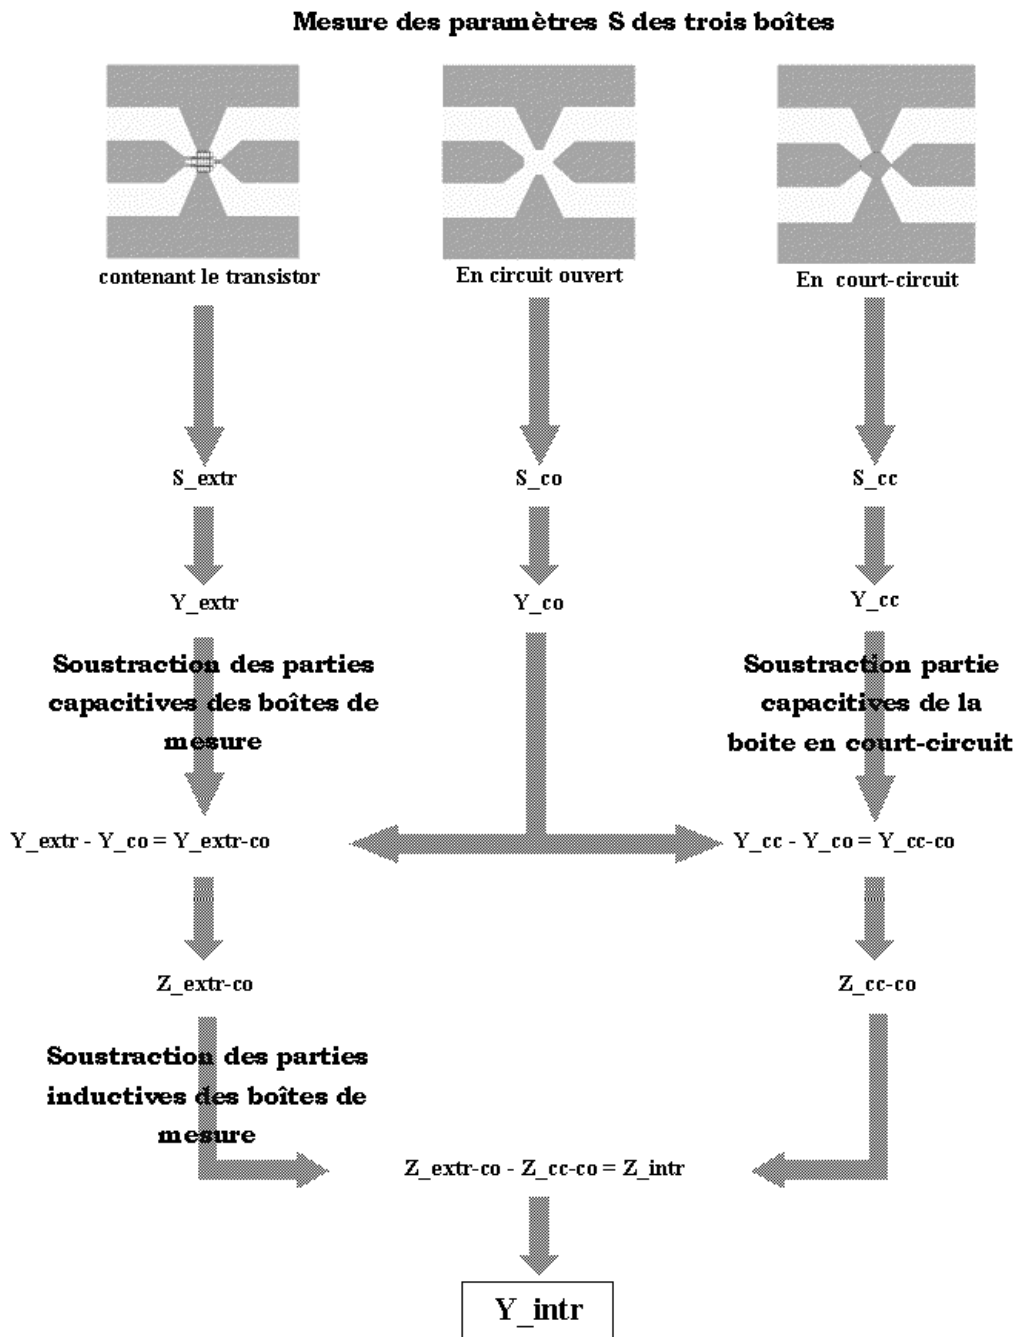 Mesure des paramètres S des trois boîtes
contenant le transistor
En circuit ouvert
En court-circuit
S_extr
S_co
S_cc
Y_extr
Y_co
Y_cc
Soustraction des parties
capacitives des boîtes de
mesure
Soustraction partie
capacitives de la
boite en court-circuit
Y_extr - Y_co = Y_extr-co
Y_cc - Y_co = Y_cc-co
Z_extr-co
Z_cc-co
Soustraction des parties
inductives des boîtes de
mesure
Z_extr-co - Z_cc-co = Z_intr
Y_intr